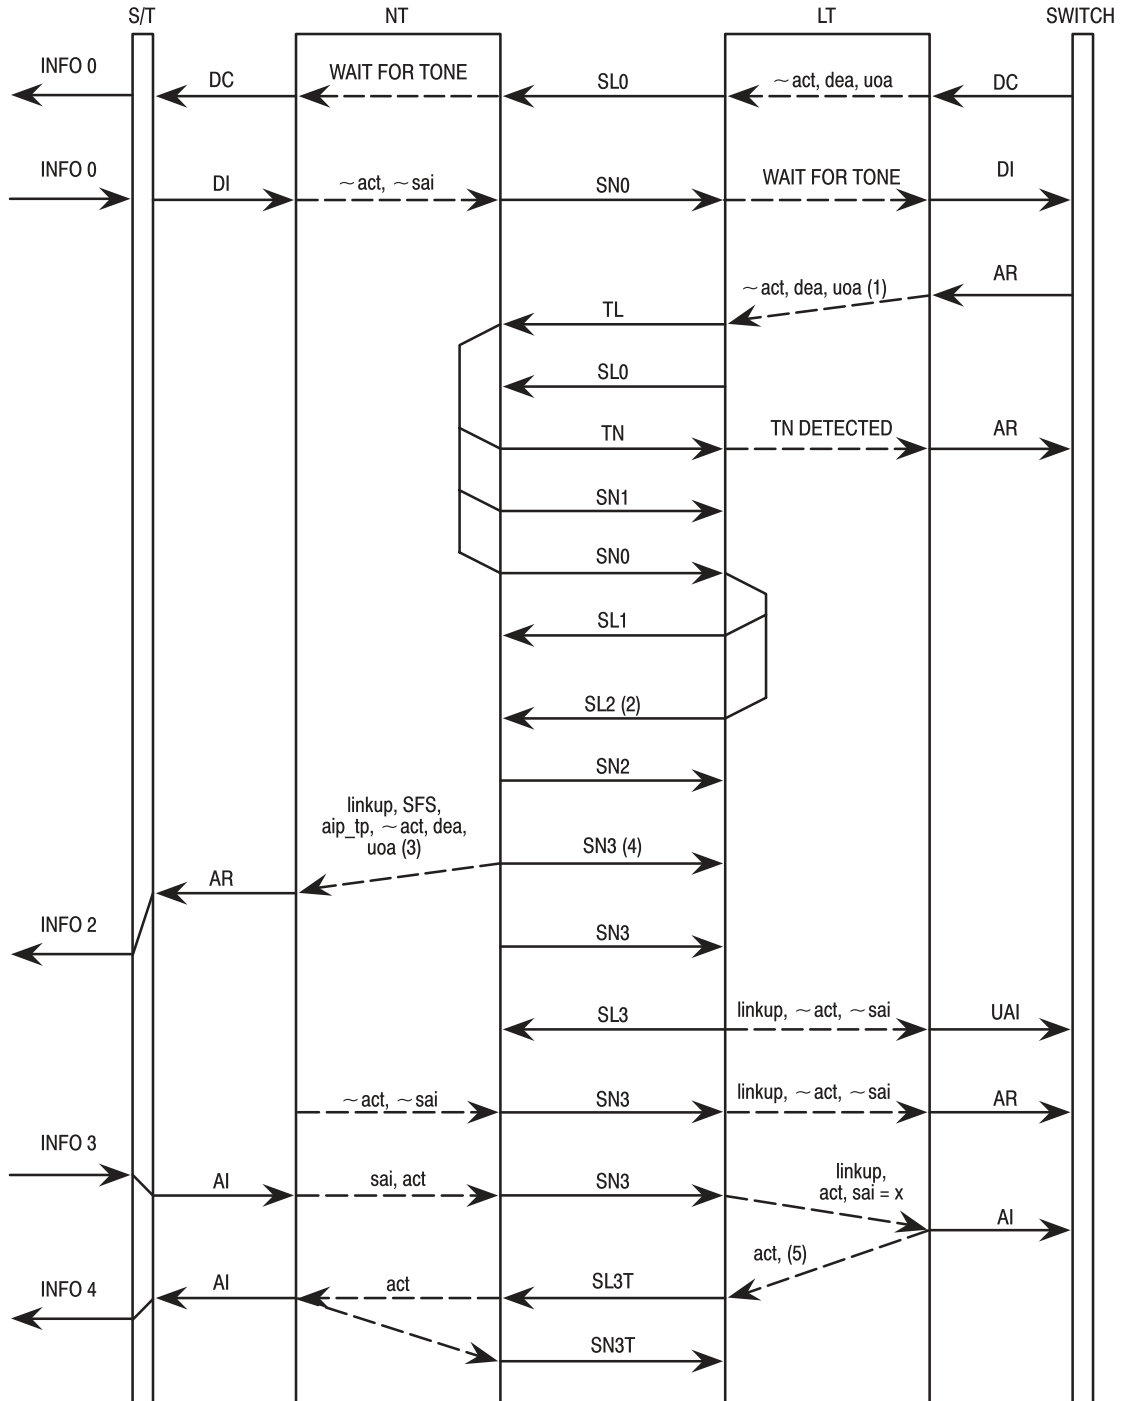 S/T NT LT SWITCH
INFO 0 DC WAIT FOR TONE SL0 ~act, dea, uoa DC
INFO 0 DI ~act, ~sai SN0 WAIT FOR TONE DI
~act, dea, uoa (1) AR
TL
SL0
TN TN DETECTED AR
SN1
SN0
SL1
SL2 (2)
SN2
linkup, SFS,
aip_tp, ~act, dea,
uoa (3) SN3 (4)
AR
INFO 2 SN3
SL3 linkup, ~act, ~sai UAI
~act, ~sai SN3 linkup, ~act, ~sai AR
INFO 3
AI sai, act SN3 linkup,
act, sai = x
AI
act, (5)
INFO 4 AI act SL3T
SN3T